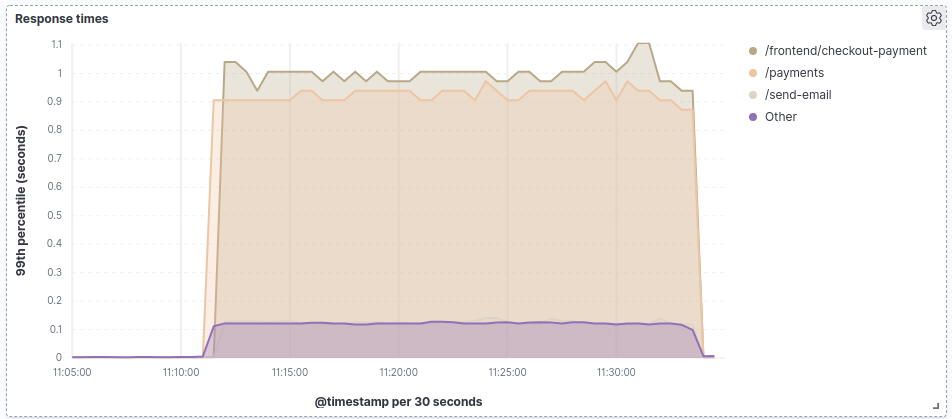 Response times
1.1
1
0.9
0.8
0.7
0.6
0.5
0.4
0.3
0.2
0.1
0
99th percentile (seconds)
11:05:00
11:10:00
11:15:00
11:20:00
11:25:00
11:30:00
@timestamp per 30 seconds
/frontend/checkout-payment
/payments
/send-email
Other